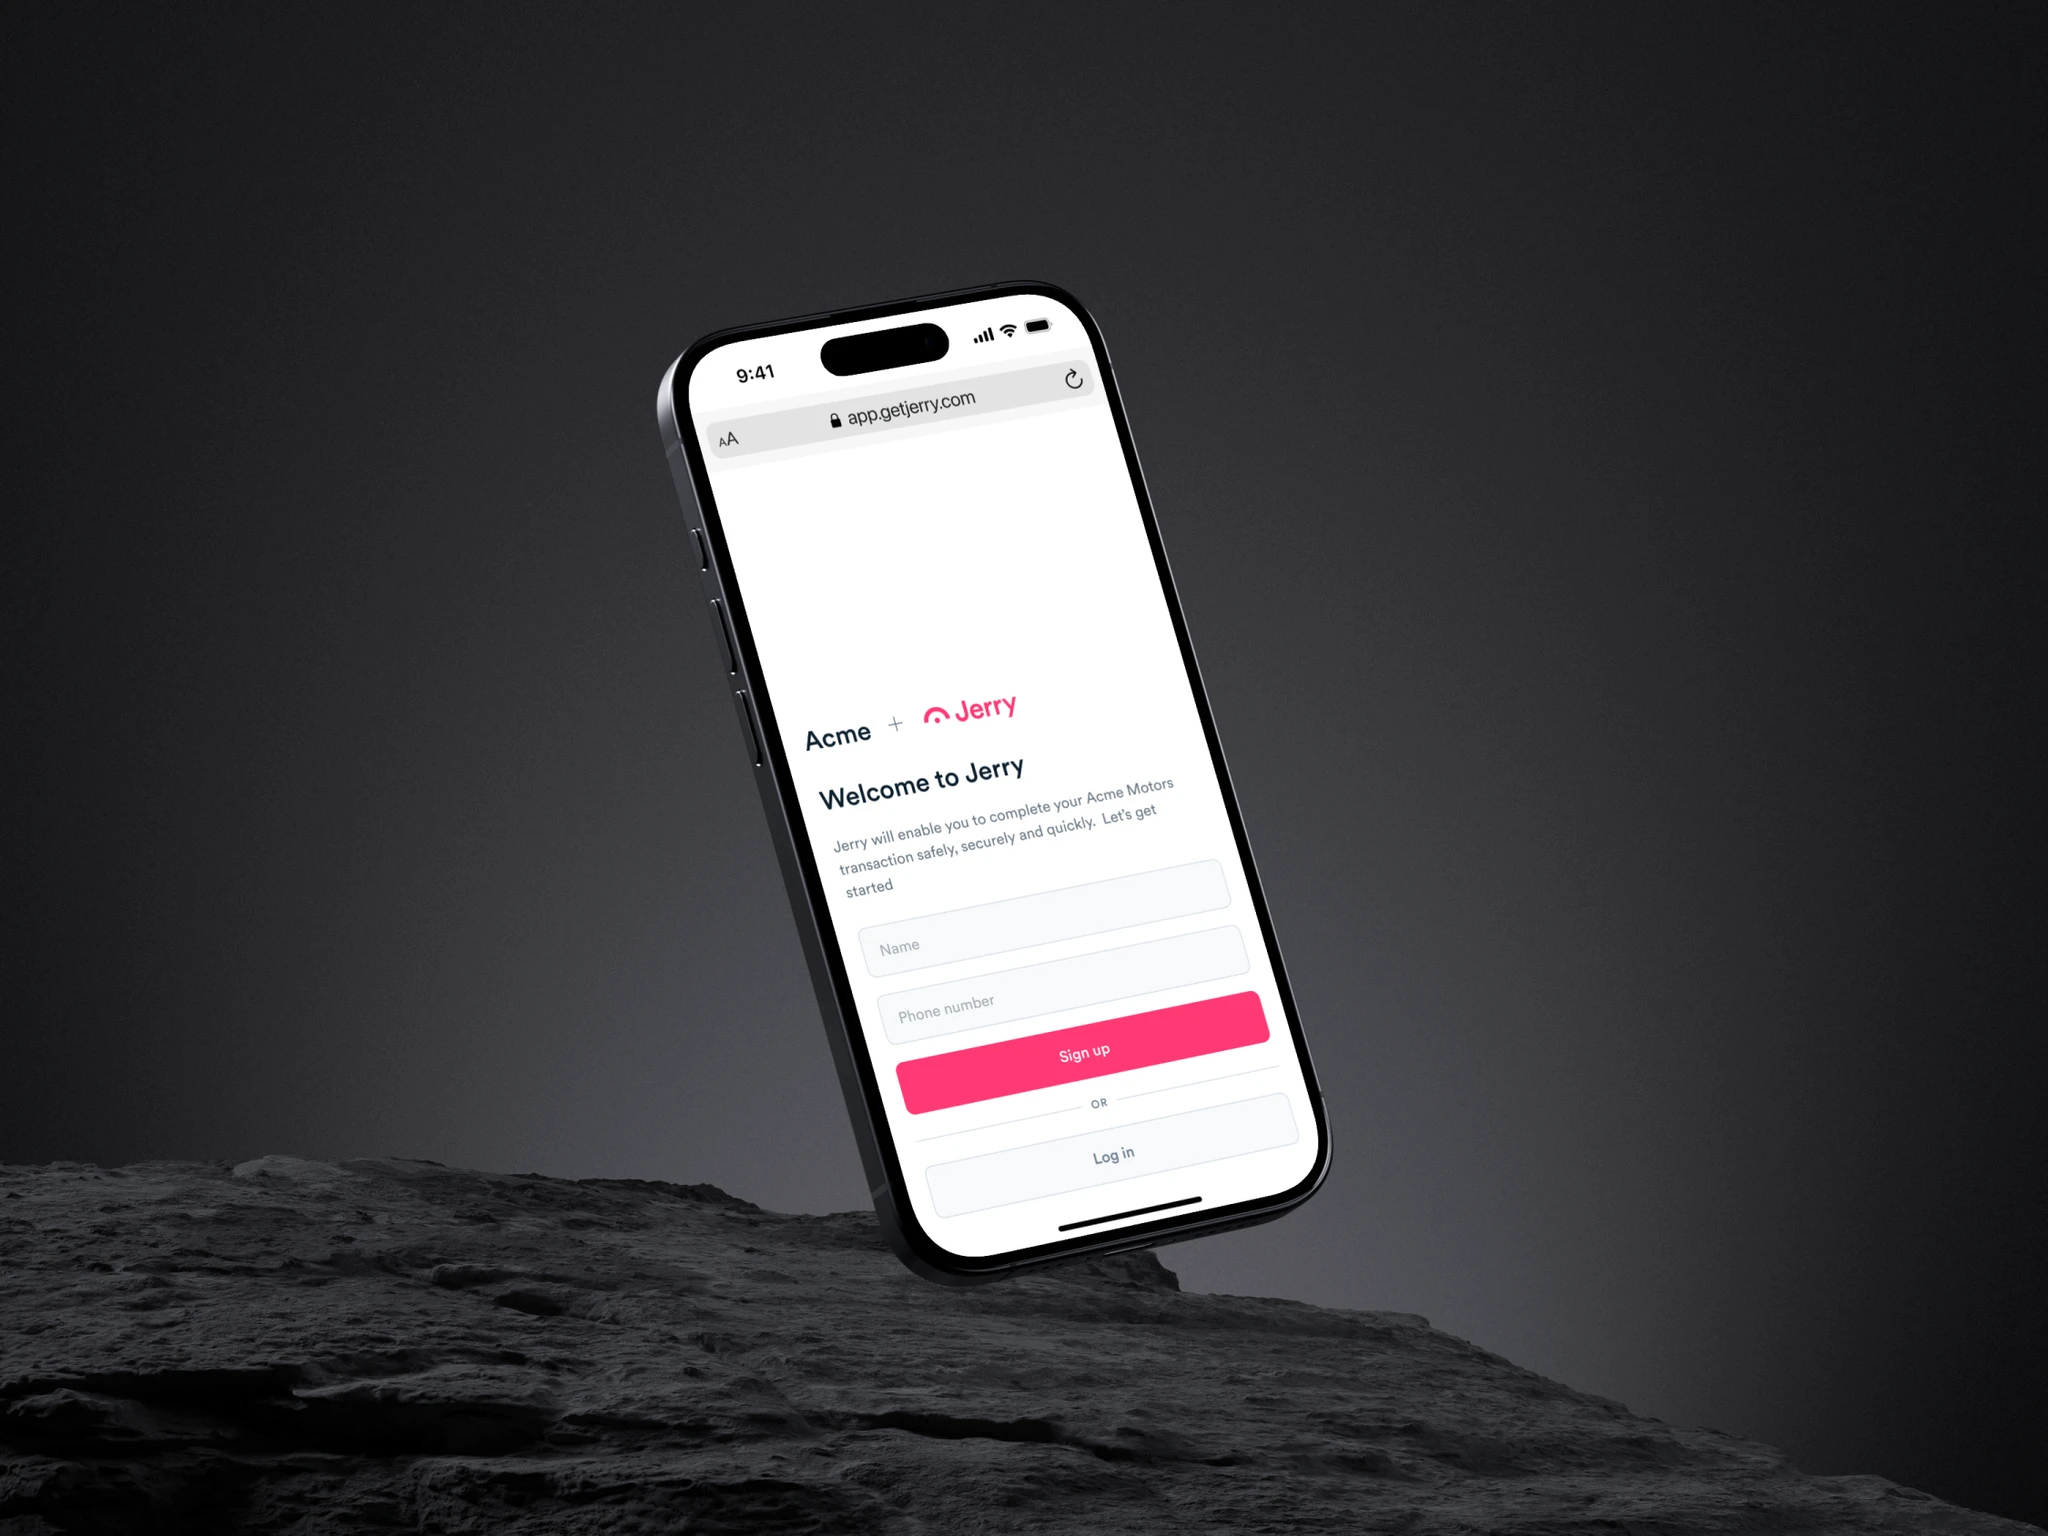 9:41
AA
app.getjerry.com
Acme + Jerry
Welcome to Jerry
Jerry will enable you to complete your Acme Motors
transaction safely, securely and quickly. Let's get
started
Name
Phone number
Sign up
OR
Log in